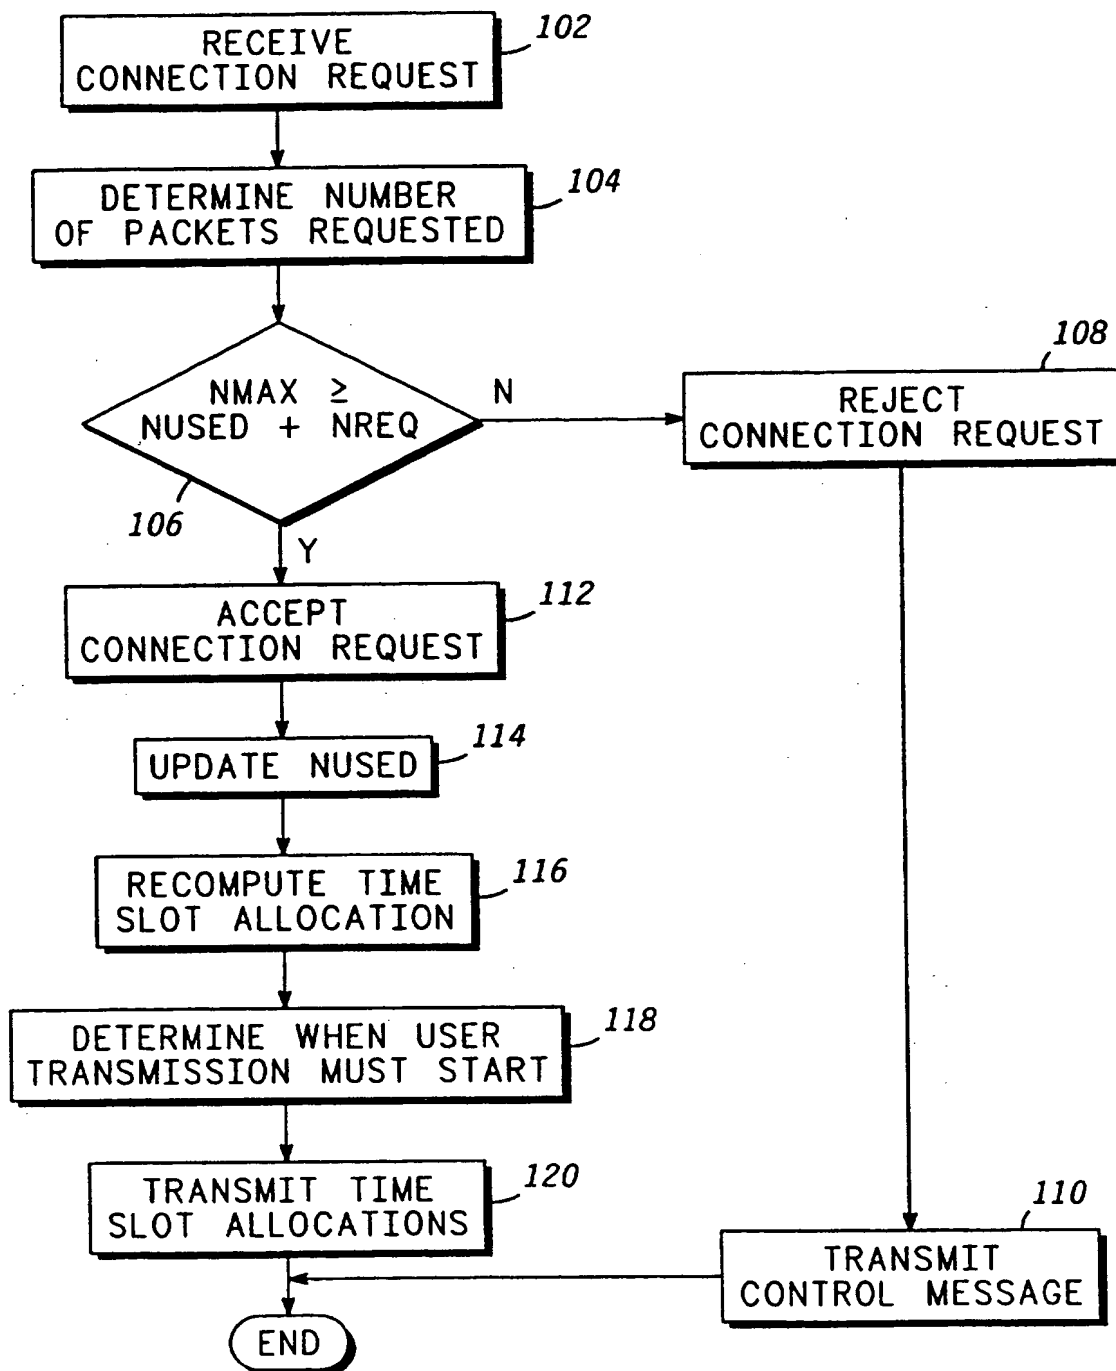 RECEIVE
CONNECTION REQUEST
102
DETERMINE NUMBER
OF PACKETS REQUESTED
104
NMAX ≥
NUSED + NREQ
106
N
REJECT
CONNECTION REQUEST
108
Y
ACCEPT
CONNECTION REQUEST
112
UPDATE NUSED
114
RECOMPUTE TIME
SLOT ALLOCATION
116
DETERMINE WHEN USER
TRANSMISSION MUST START
118
TRANSMIT TIME
SLOT ALLOCATIONS
120
TRANSMIT
CONTROL MESSAGE
110
END